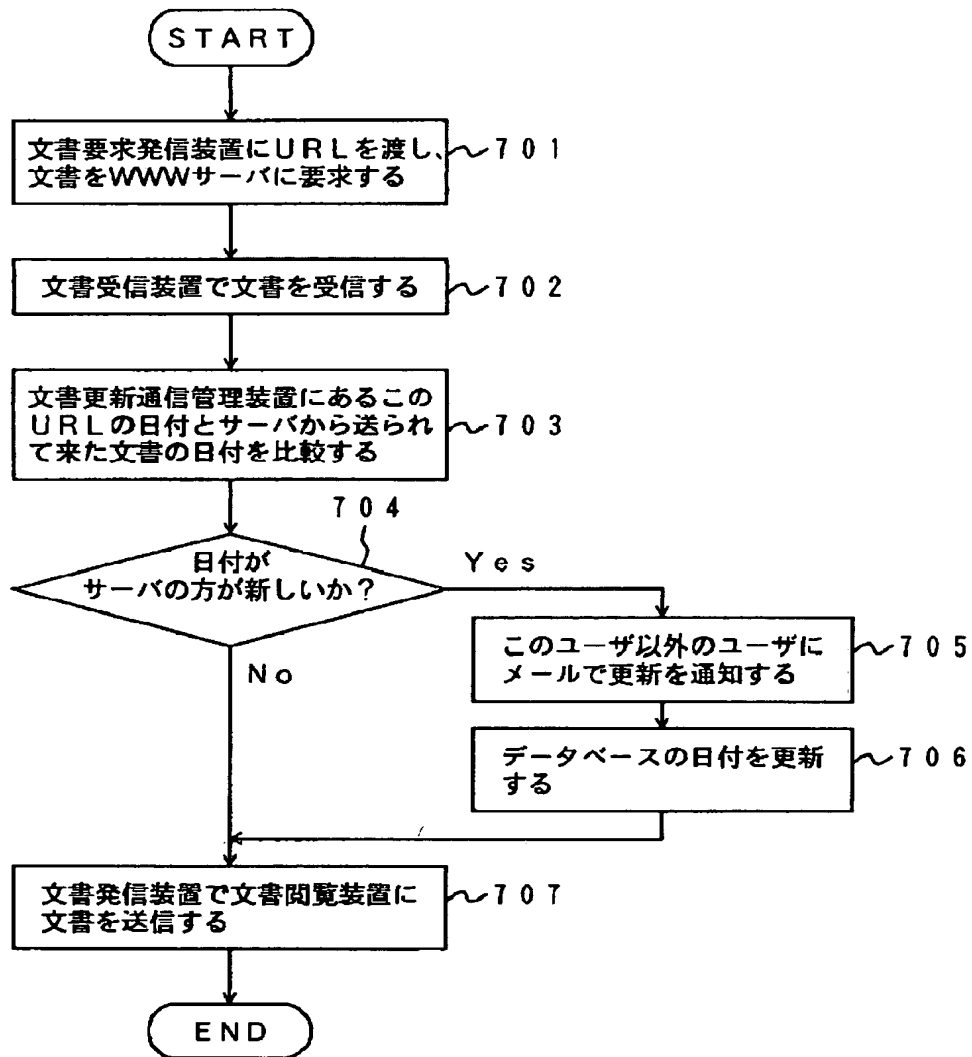 START
文書要求発信装置にURLを渡し、
文書をWWWサーバに要求する
701
文書受信装置で文書を受信する
702
文書更新通信管理装置にあるこの
URLの日付とサーバから送られ
て来た文書の日付を比較する
703
704
日付が
サーバの方が新しいか?
Yes
No
このユーザ以外のユーザに
メールで更新を通知する
705
データベースの日付を更新
する
706
文書発信装置で文書閲覧装置に
文書を送信する
707
END